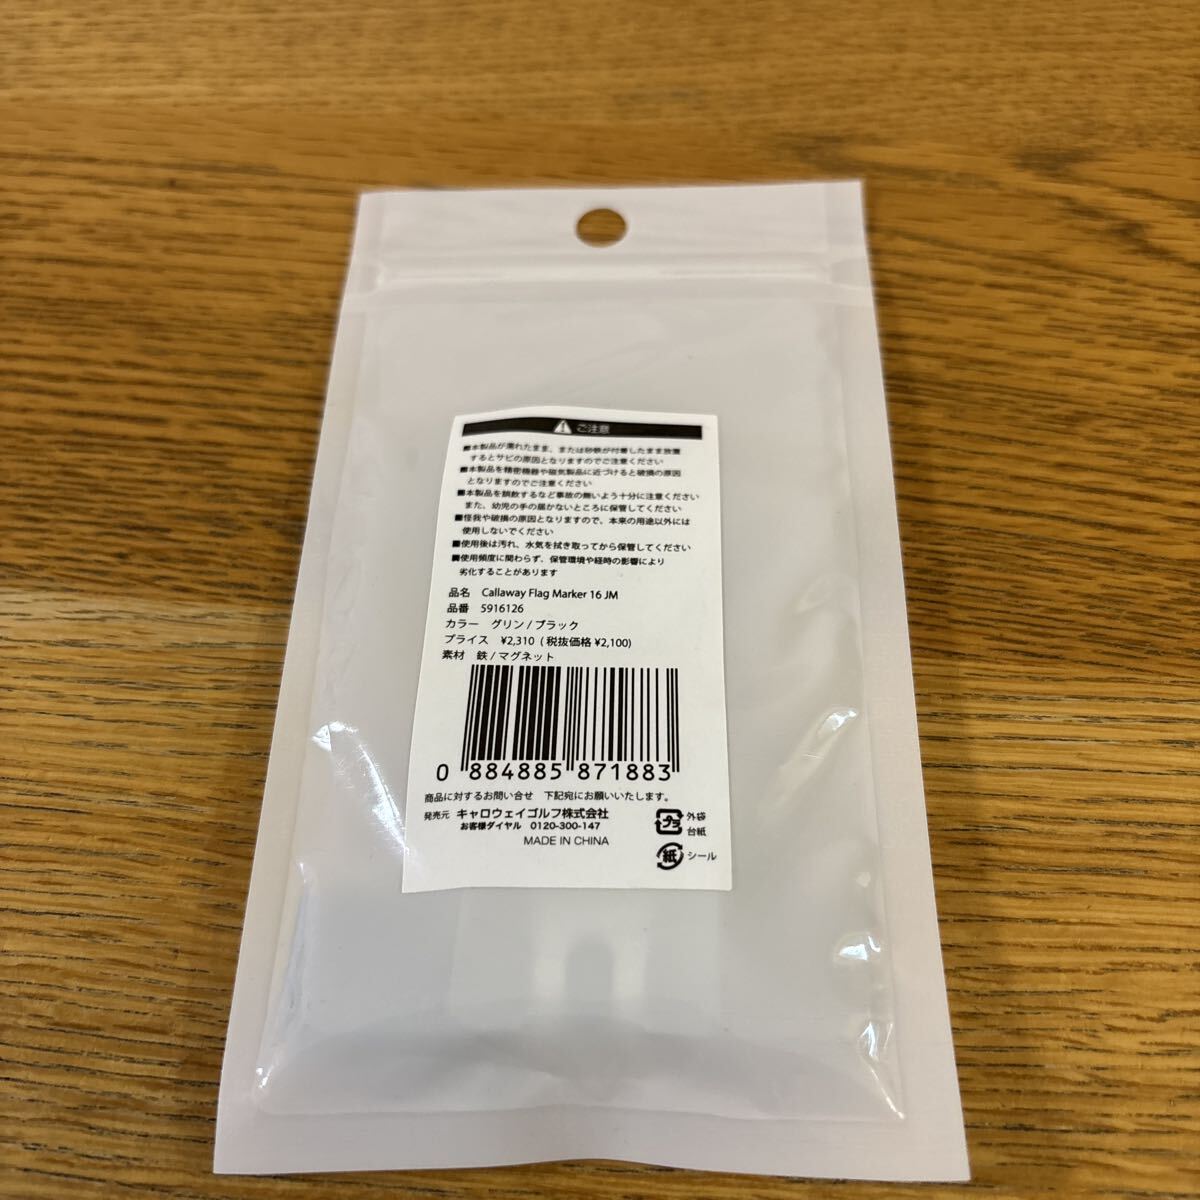 ご注意
■本製品が濡れたまま、または砂鉄が付着したまま放置
するとサビの原因となりますのでご注意ください
■本製品を精密機器や磁気製品に近づけると破損の原因
となりますのでご注意ください
■本製品を誤飲するなど事故の無いよう十分に注意ください
また、幼児の手の届かないところに保管してください
■怪我や破損の原因となりますので、本来の用途以外には
使用しないでください
■使用後は汚れ、水気を拭き取ってから保管してください
■使用頻度に関わらず、保管環境や経時の影響により
劣化することがあります
品名 Callaway Flag Marker 16 JM
品番 5916126
カラー グリン/ブラック
プライス ¥2,310 (税抜価格 ¥2,100)
素材 鉄/マグネット
0 884885 871883
商品に対するお問い合せ 下記宛にお願いいたします。
発売元 キャロウェイゴルフ株式会社
お客様ダイヤル 0120-300-147
MADE IN CHINA
プラ 外袋
台紙
紙 シール